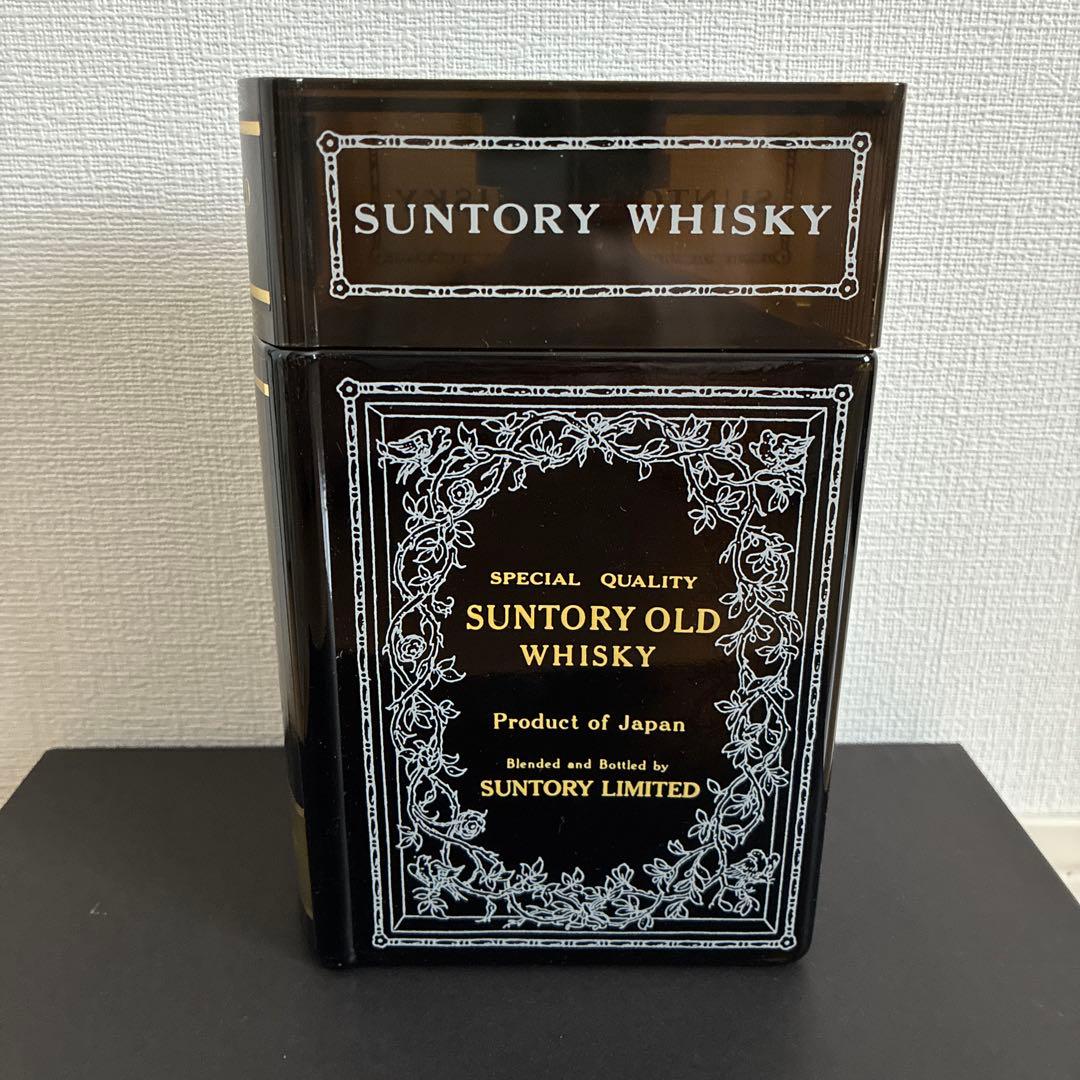 SUNTORY WHISKY
SPECIAL QUALITY
SUNTORY OLD
WHISKY
Product of Japan
Blended and Bottled by
SUNTORY LIMITED